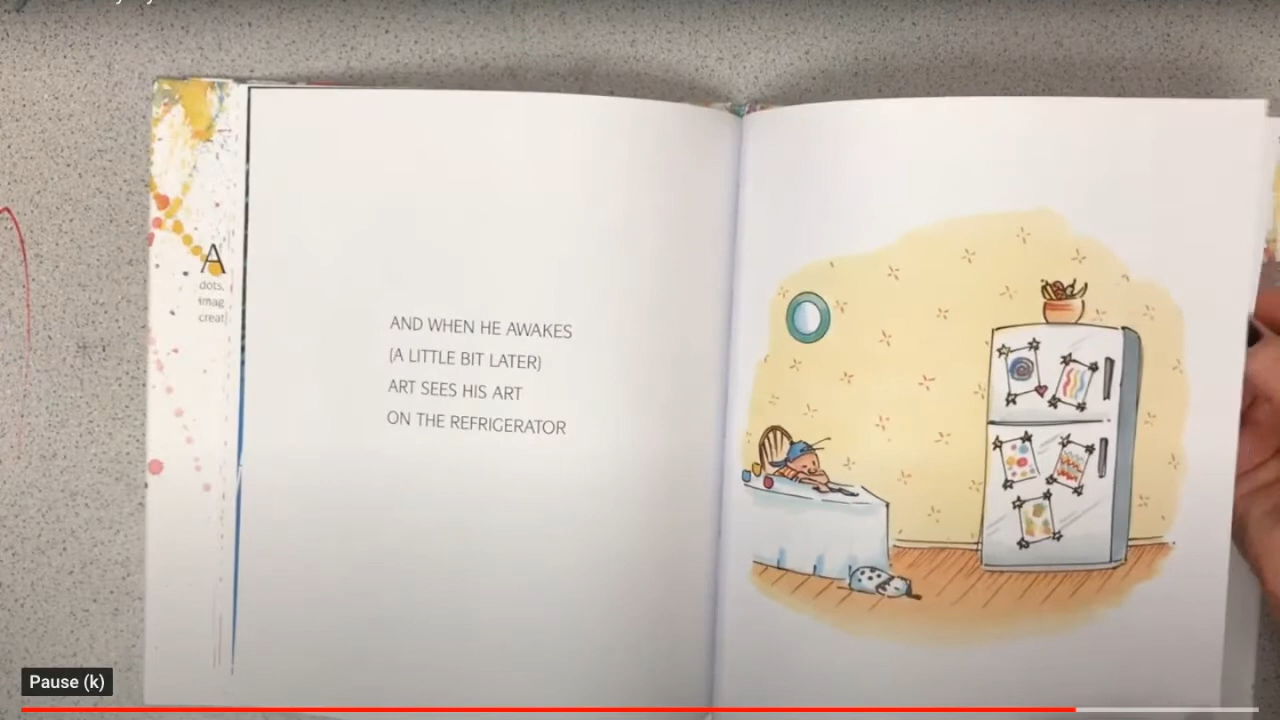 A
dots,
imag
creat
AND WHEN HE AWAKES
(A LITTLE BIT LATER)
ART SEES HIS ART
ON THE REFRIGERATOR
Pause (k)